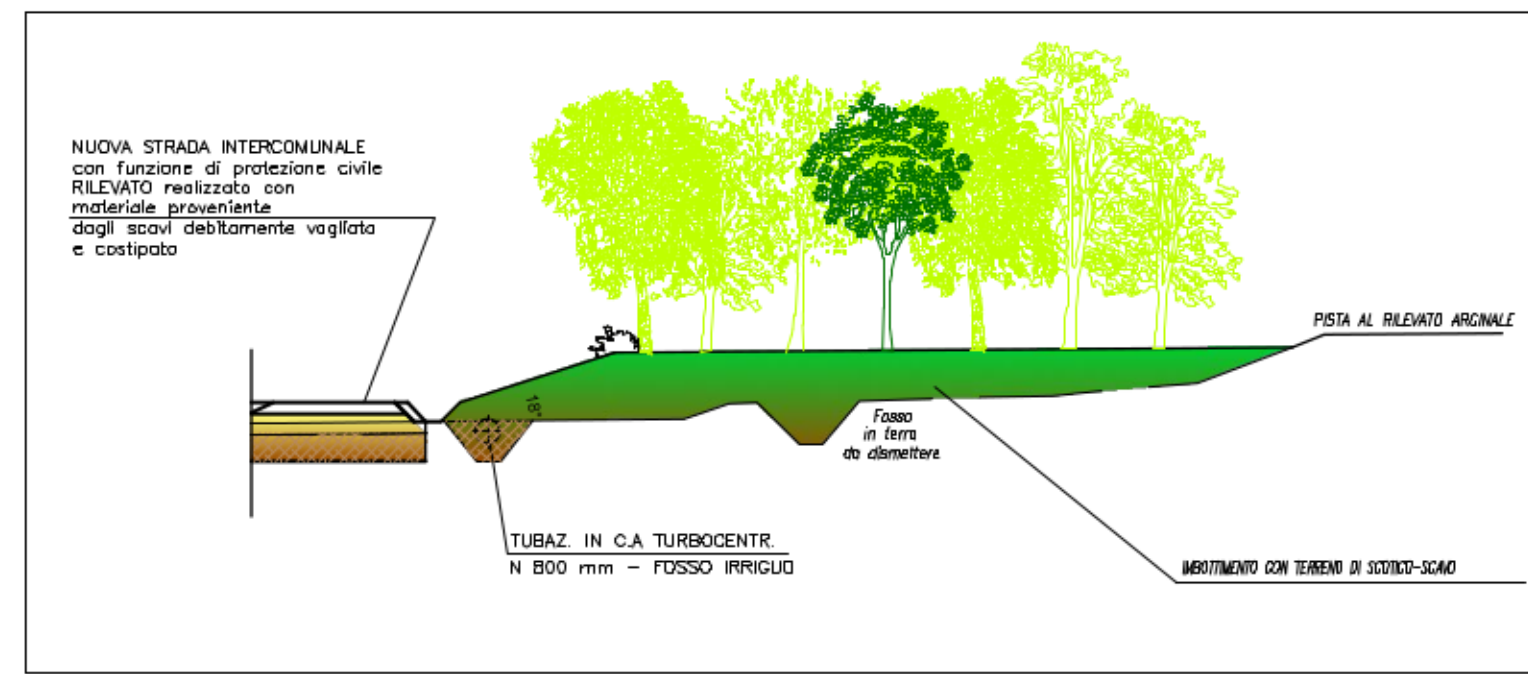 NUOVA STRADA INTERCOMUNALE
con funzione di protezione civile
RILEVATO realizzato con
materiale proveniente
dagli scavi debitamente vagliata
e costipato
PISTA AL RILEVATO ARGINALE
18°
Fosso
in terra
da dismettere
TUBAZ. IN C.A TURBOCENTR.
N 800 mm – FOSSO IRRIGUO
IMBOTTIMENTO CON TERRENO DI SCOTICO-SCAVO